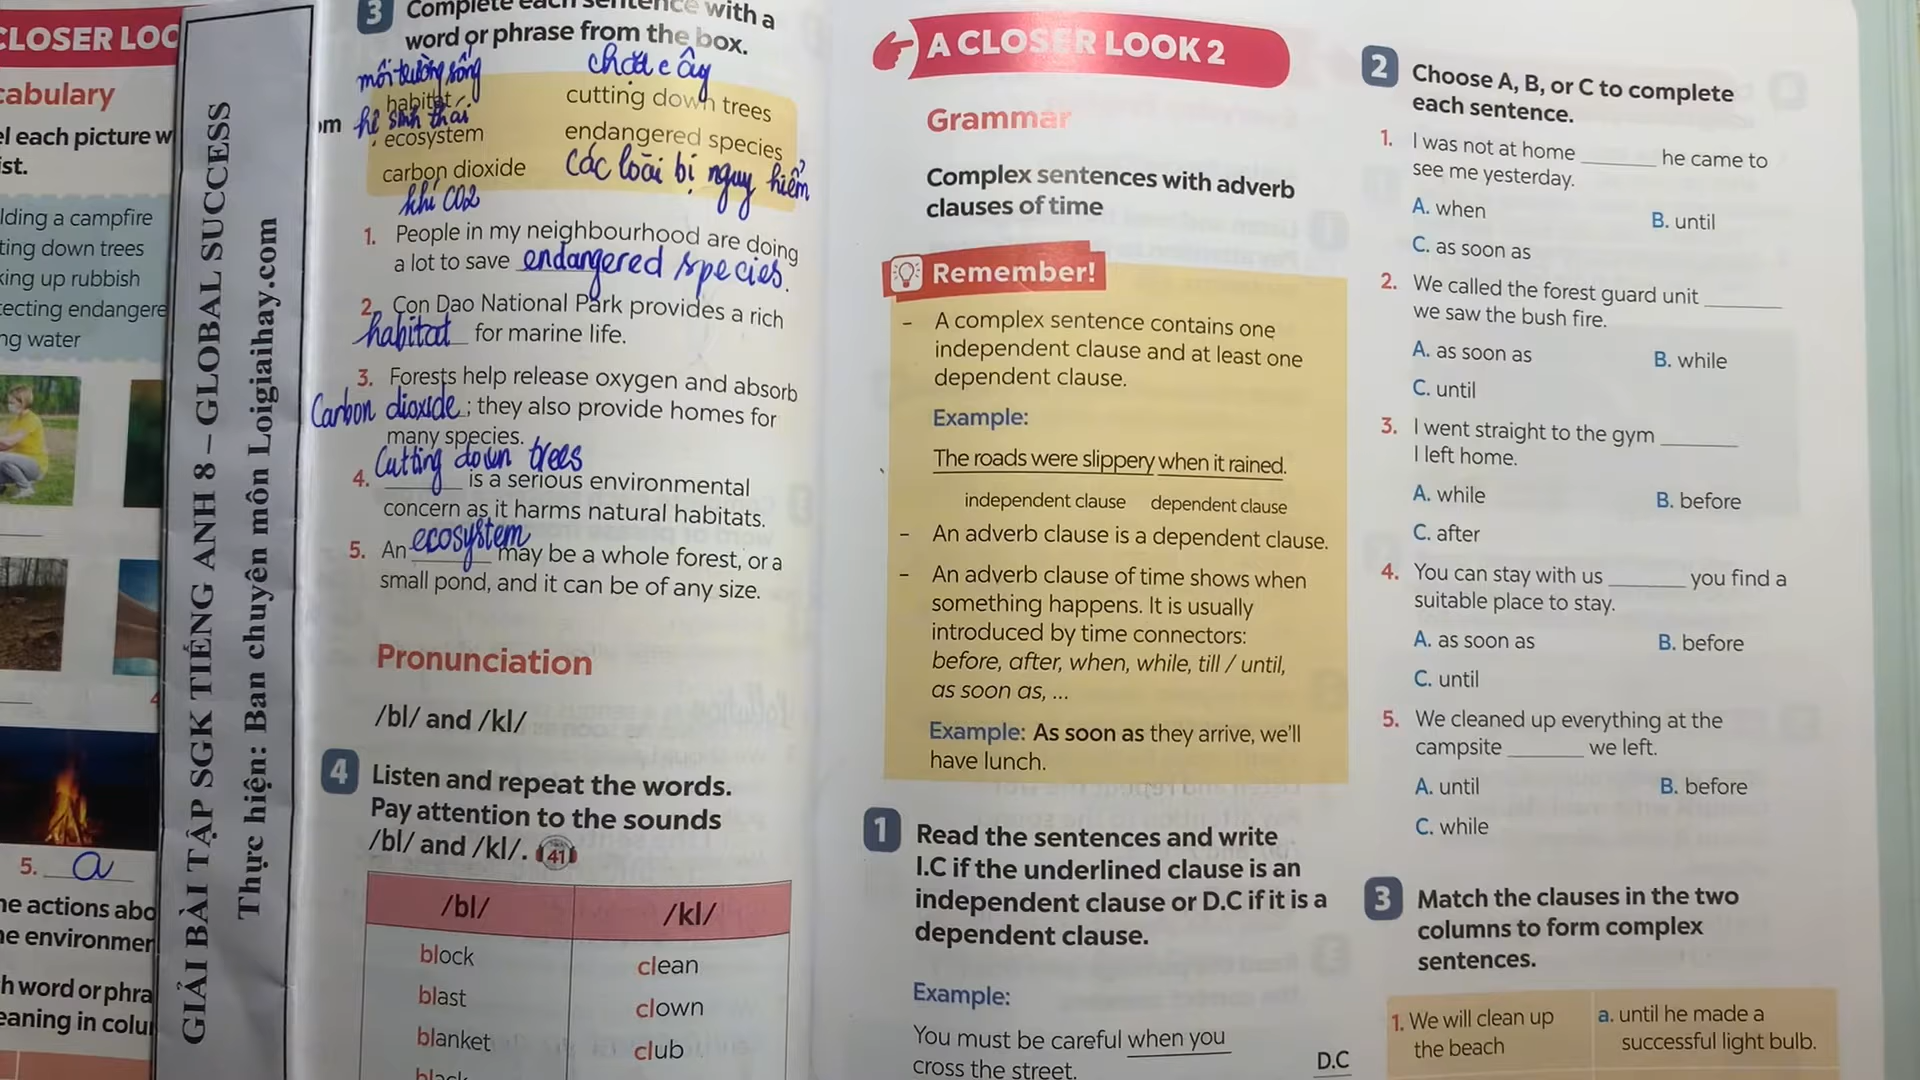 CLOSER LOO
cabulary
el each picture w
st.
lding a campfire
ting down trees
king up rubbish
tecting endangere
ng water
5. a
ne actions abo
ne environmen
h word or phra
eaning in colu
GIẢI BÀI TẬP SGK TIẾNG ANH 8 – GLOBAL SUCCESS
Thực hiện: Ban chuyên môn Loigiaihay.com
om
3 Complete each sentence with a
word or phrase from the box.
môi trường sống
chặt cây
habitat
cutting down trees
hệ sinh thái
ecosystem
endangered species
carbon dioxide
các loài bị nguy hiểm
khí CO2
1. People in my neighbourhood are doing
a lot to save endangered species.
2. Con Dao National Park provides a rich
habitat for marine life.
3. Forests help release oxygen and absorb
Carbon dioxide; they also provide homes for
many species.
Cutting down trees
4. ______ is a serious environmental
concern as it harms natural habitats.
5. An ecosystem may be a whole forest, or a
small pond, and it can be of any size.
Pronunciation
/bl/ and /kl/
4 Listen and repeat the words.
Pay attention to the sounds
/bl/ and /kl/. 41
/bl/ /kl/
block clean
blast clown
blanket club
black
A CLOSER LOOK 2
Grammar
Complex sentences with adverb
clauses of time
Remember!
- A complex sentence contains one
independent clause and at least one
dependent clause.
Example:
The roads were slippery when it rained.
independent clause dependent clause
- An adverb clause is a dependent clause.
- An adverb clause of time shows when
something happens. It is usually
introduced by time connectors:
before, after, when, while, till / until,
as soon as, ...
Example: As soon as they arrive, we'll
have lunch.
1 Read the sentences and write
I.C if the underlined clause is an
independent clause or D.C if it is a
dependent clause.
Example:
You must be careful when you
cross the street. D.C
2 Choose A, B, or C to complete
each sentence.
1. I was not at home ______ he came to
see me yesterday.
A. when B. until
C. as soon as
2. We called the forest guard unit ______
we saw the bush fire.
A. as soon as B. while
C. until
3. I went straight to the gym ______
I left home.
A. while B. before
C. after
4. You can stay with us ______ you find a
suitable place to stay.
A. as soon as B. before
C. until
5. We cleaned up everything at the
campsite ______ we left.
A. until B. before
C. while
3 Match the clauses in the two
columns to form complex
sentences.
1. We will clean up a. until he made a
the beach successful light bulb.